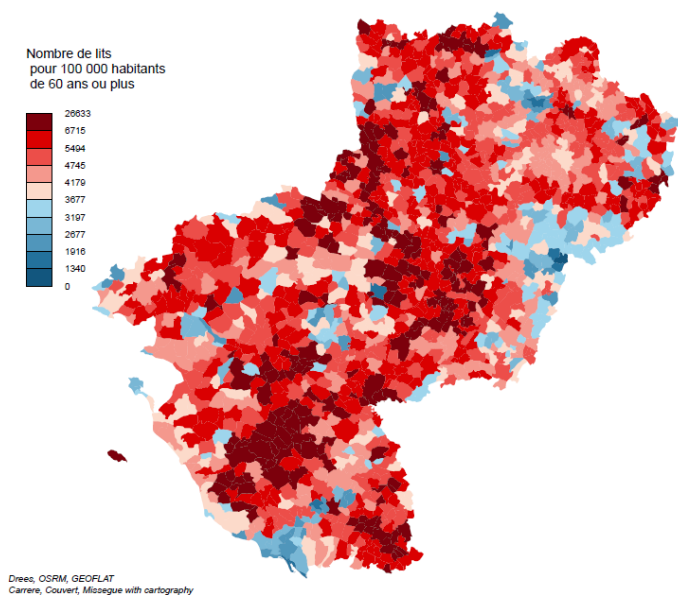 Nombre de lits
pour 100 000 habitants
de 60 ans ou plus
26633
6715
5494
4745
4179
3677
3197
2677
1916
1340
0
Drees, OSRM, GEOFLAT
Carrere, Couvert, Missegue with cartography